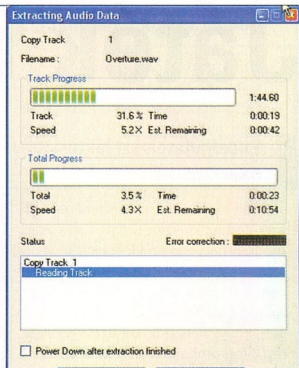 Extracting Audio Data
Copy Track 1
Filename : Overture.wav
Track Progress
1:44.60
Track 31.6 % Time 0:00:19
Speed 5.2X Est. Remaining 0:00:42
Total Progress
Total 3.5 % Time 0:00:23
Speed 4.3X Est. Remaining 0:10:54
Status Error correction :
Copy Track 1
Reading Track
Power Down after extraction finished